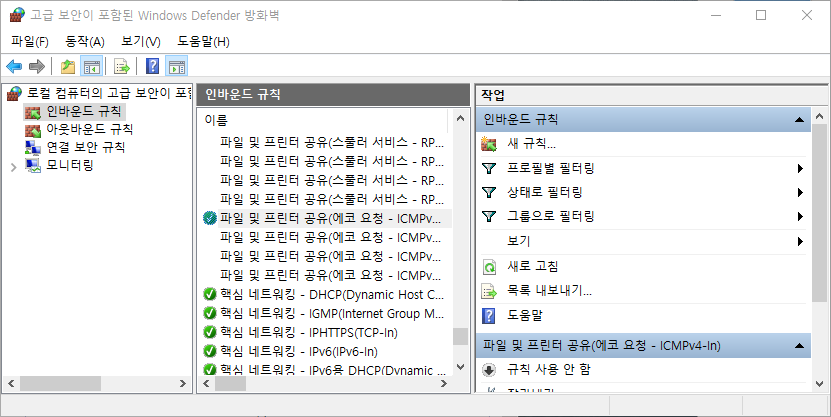 고급 보안이 포함된 Windows Defender 방화벽
파일(F) 동작(A) 보기(V) 도움말(H)
로컬 컴퓨터의 고급 보안이 포함
인바운드 규칙
아웃바운드 규칙
연결 보안 규칙
모니터링
인바운드 규칙
이름
파일 및 프린터 공유(스풀러 서비스 - RP...
파일 및 프린터 공유(스풀러 서비스 - RP...
파일 및 프린터 공유(스풀러 서비스 - RP...
파일 및 프린터 공유(스풀러 서비스 - RP...
파일 및 프린터 공유(에코 요청 - ICMPv...
파일 및 프린터 공유(에코 요청 - ICMPv...
파일 및 프린터 공유(에코 요청 - ICMPv...
파일 및 프린터 공유(에코 요청 - ICMPv...
핵심 네트워킹 - DHCP(Dynamic Host C...
핵심 네트워킹 - IGMP(Internet Group M...
핵심 네트워킹 - IPHTTPS(TCP-In)
핵심 네트워킹 - IPv6(IPv6-In)
핵심 네트워킹 - IPv6용 DHCP(Dynamic ...
작업
인바운드 규칙
새 규칙...
프로필별 필터링
상태로 필터링
그룹으로 필터링
보기
새로 고침
목록 내보내기...
도움말
파일 및 프린터 공유(에코 요청 - ICMPv4-In)
규칙 사용 안 함